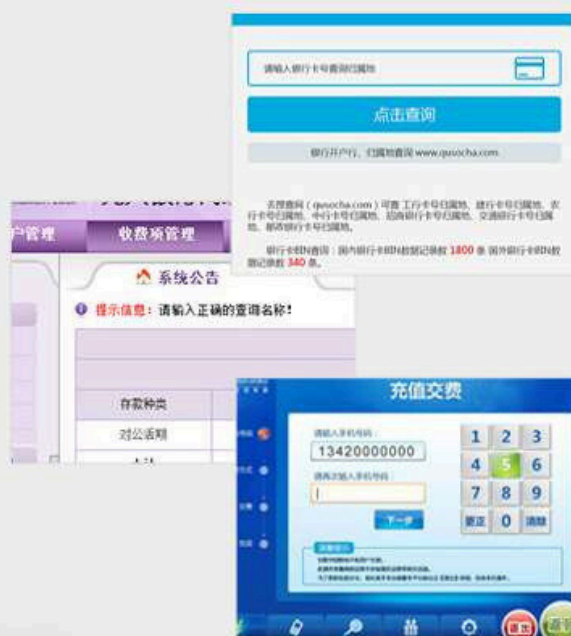 请输入银行卡号查询归属地
点击查询
银行开户行、归属地查询 www.qusocha.com
去搜查网（qusocha.com）可查 工行卡号归属地、建行卡号归属地、农
行卡号归属地、中行卡号归属地、招商银行卡号归属地、交通银行卡号归属
地、邮政银行卡号归属地。
银行卡BIN查询：国内银行卡BIN数据记录数 1800 条 国外银行卡BIN数
据记录数 340 条。
户管理
收费项管理
系统公告
提示信息：请输入正确的查询名称！
存款种类
对公活期
充值交费
请输入手机号码：
13420000000
请再次输入手机号码：
下一步
1 2 3
4 5 6
7 8 9
更正 0 清除
温馨提示
退出